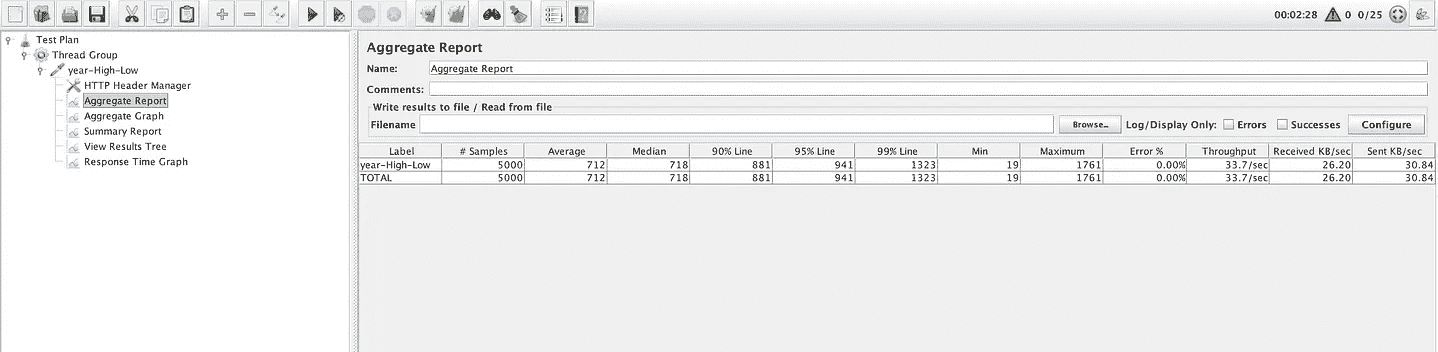 00:02:28 0 0/25
Test Plan
Thread Group
year-High-Low
HTTP Header Manager
Aggregate Report
Aggregate Graph
Summary Report
View Results Tree
Response Time Graph
Aggregate Report
Name: Aggregate Report
Comments:
Write results to file / Read from file
Filename Browse... Log/Display Only: Errors Successes Configure
Label # Samples Average Median 90% Line 95% Line 99% Line Min Maximum Error % Throughput Received KB/sec Sent KB/sec
year-High-Low 5000 712 718 881 941 1323 19 1761 0.00% 33.7/sec 26.20 30.84
TOTAL 5000 712 718 881 941 1323 19 1761 0.00% 33.7/sec 26.20 30.84